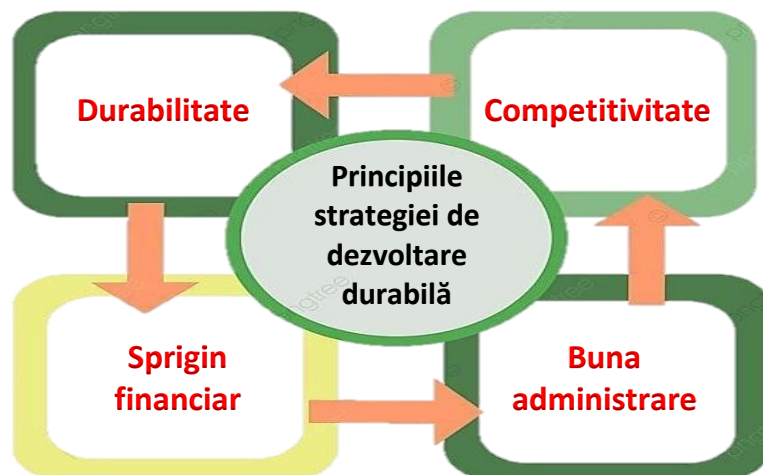 Durabilitate
Competitivitate
Principiile
strategiei de
dezvoltare
durabilă
Sprigin
financiar
Buna
administrare